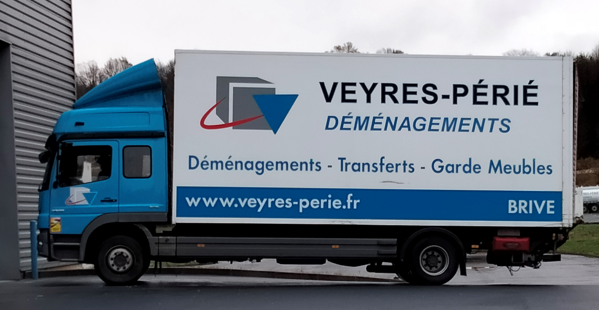 VEYRES-PÉRIÉ
DÉMÉNAGEMENTS
Déménagements - Transferts - Garde Meubles
www.veyres-perie.fr
BRIVE